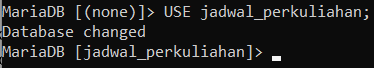 MariaDB [(none)]> USE jadwal_perkuliahan;
Database changed
MariaDB [jadwal_perkuliahan]> _